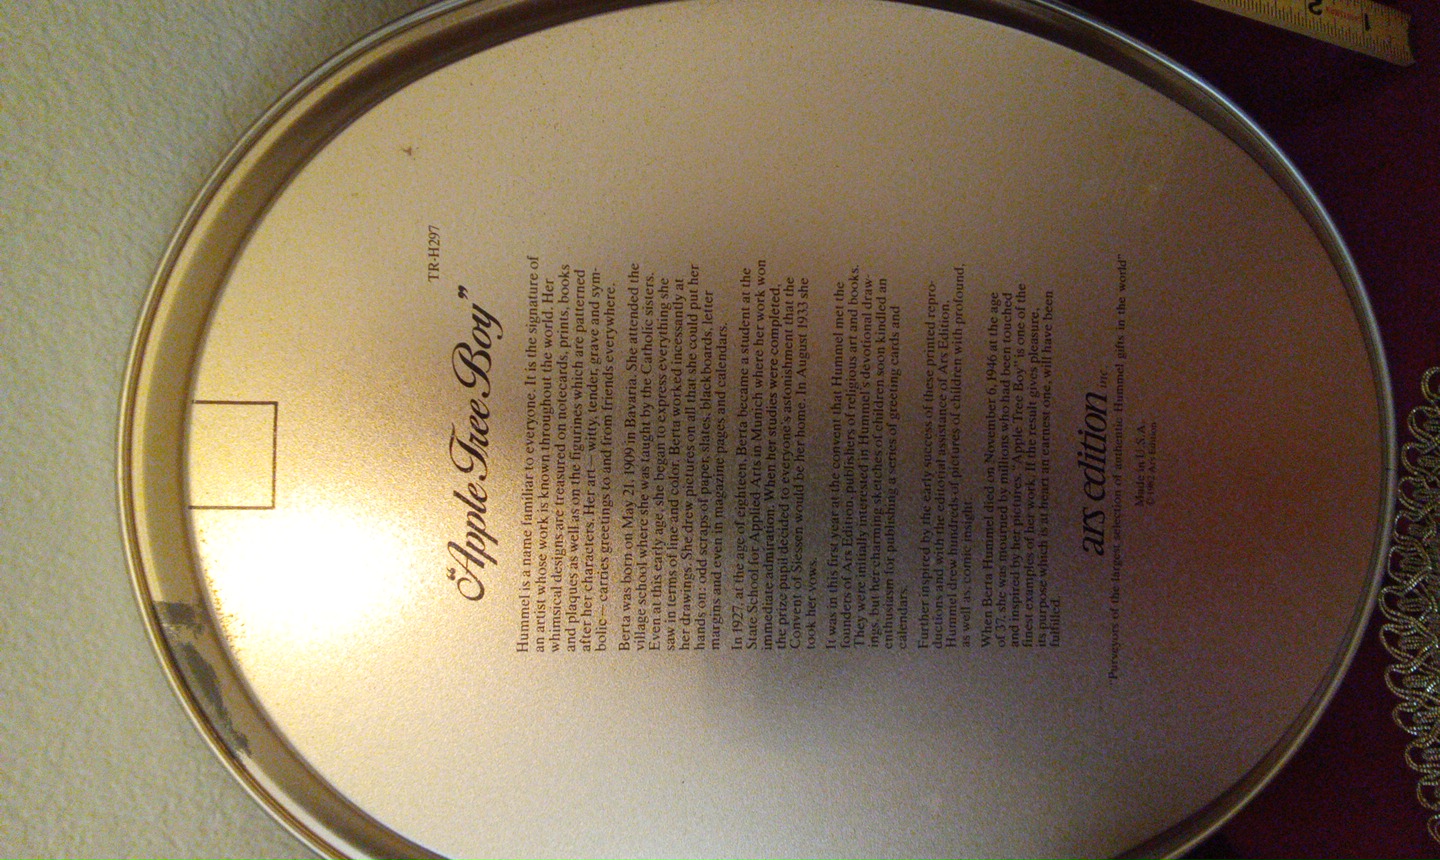 TR-H297
“Apple Tree Boy”
Hummel is a name familiar to everyone. It is the signature of
an artist whose work is known throughout the world. Her
whimsical designs are treasured on notecards, prints, books
and plaques as well as on the figurines which are patterned
after her characters. Her art—witty, tender, grave and sym-
bolic—carries greetings to and from friends everywhere.
Berta was born on May 21, 1909 in Bavaria. She attended the
village school where she was taught by the Catholic sisters.
Even at this early age, she began to express everything she
saw in terms of line and color. Berta worked incessantly at
her drawings. She drew pictures on all that she could put her
hands on: odd scraps of paper, slates, blackboards, letter
margins and even in magazine pages and calendars.
In 1927, at the age of eighteen, Berta became a student at the
State School for Applied Arts in Munich where her work won
immediate admiration. When her studies were completed,
the prize pupil decided to everyone's astonishment that the
Convent of Siessen would be her home. In August 1933 she
took her vows.
It was in this first year at the convent that Hummel met the
founders of Ars Edition, publishers of religious art and books.
They were initially interested in Hummel's devotional draw-
ings, but her charming sketches of children soon kindled an
enthusiasm for publishing a series of greeting cards and
calendars.
Further inspired by the early success of these printed repro-
ductions and with the editorial assistance of Ars Edition,
Hummel drew hundreds of pictures of children with profound,
as well as, comic insight.
When Berta Hummel died on November 6, 1946 at the age
of 37, she was mourned by millions who had been touched
and inspired by her pictures. “Apple Tree Boy” is one of the
finest examples of her work. If the result gives pleasure,
its purpose which is at heart an earnest one, will have been
fulfilled.
ars edition inc.
“Purveyors of the largest selection of authentic Hummel gifts in the world”
Made in U.S.A.
© 1982 Ars Edition
2
1